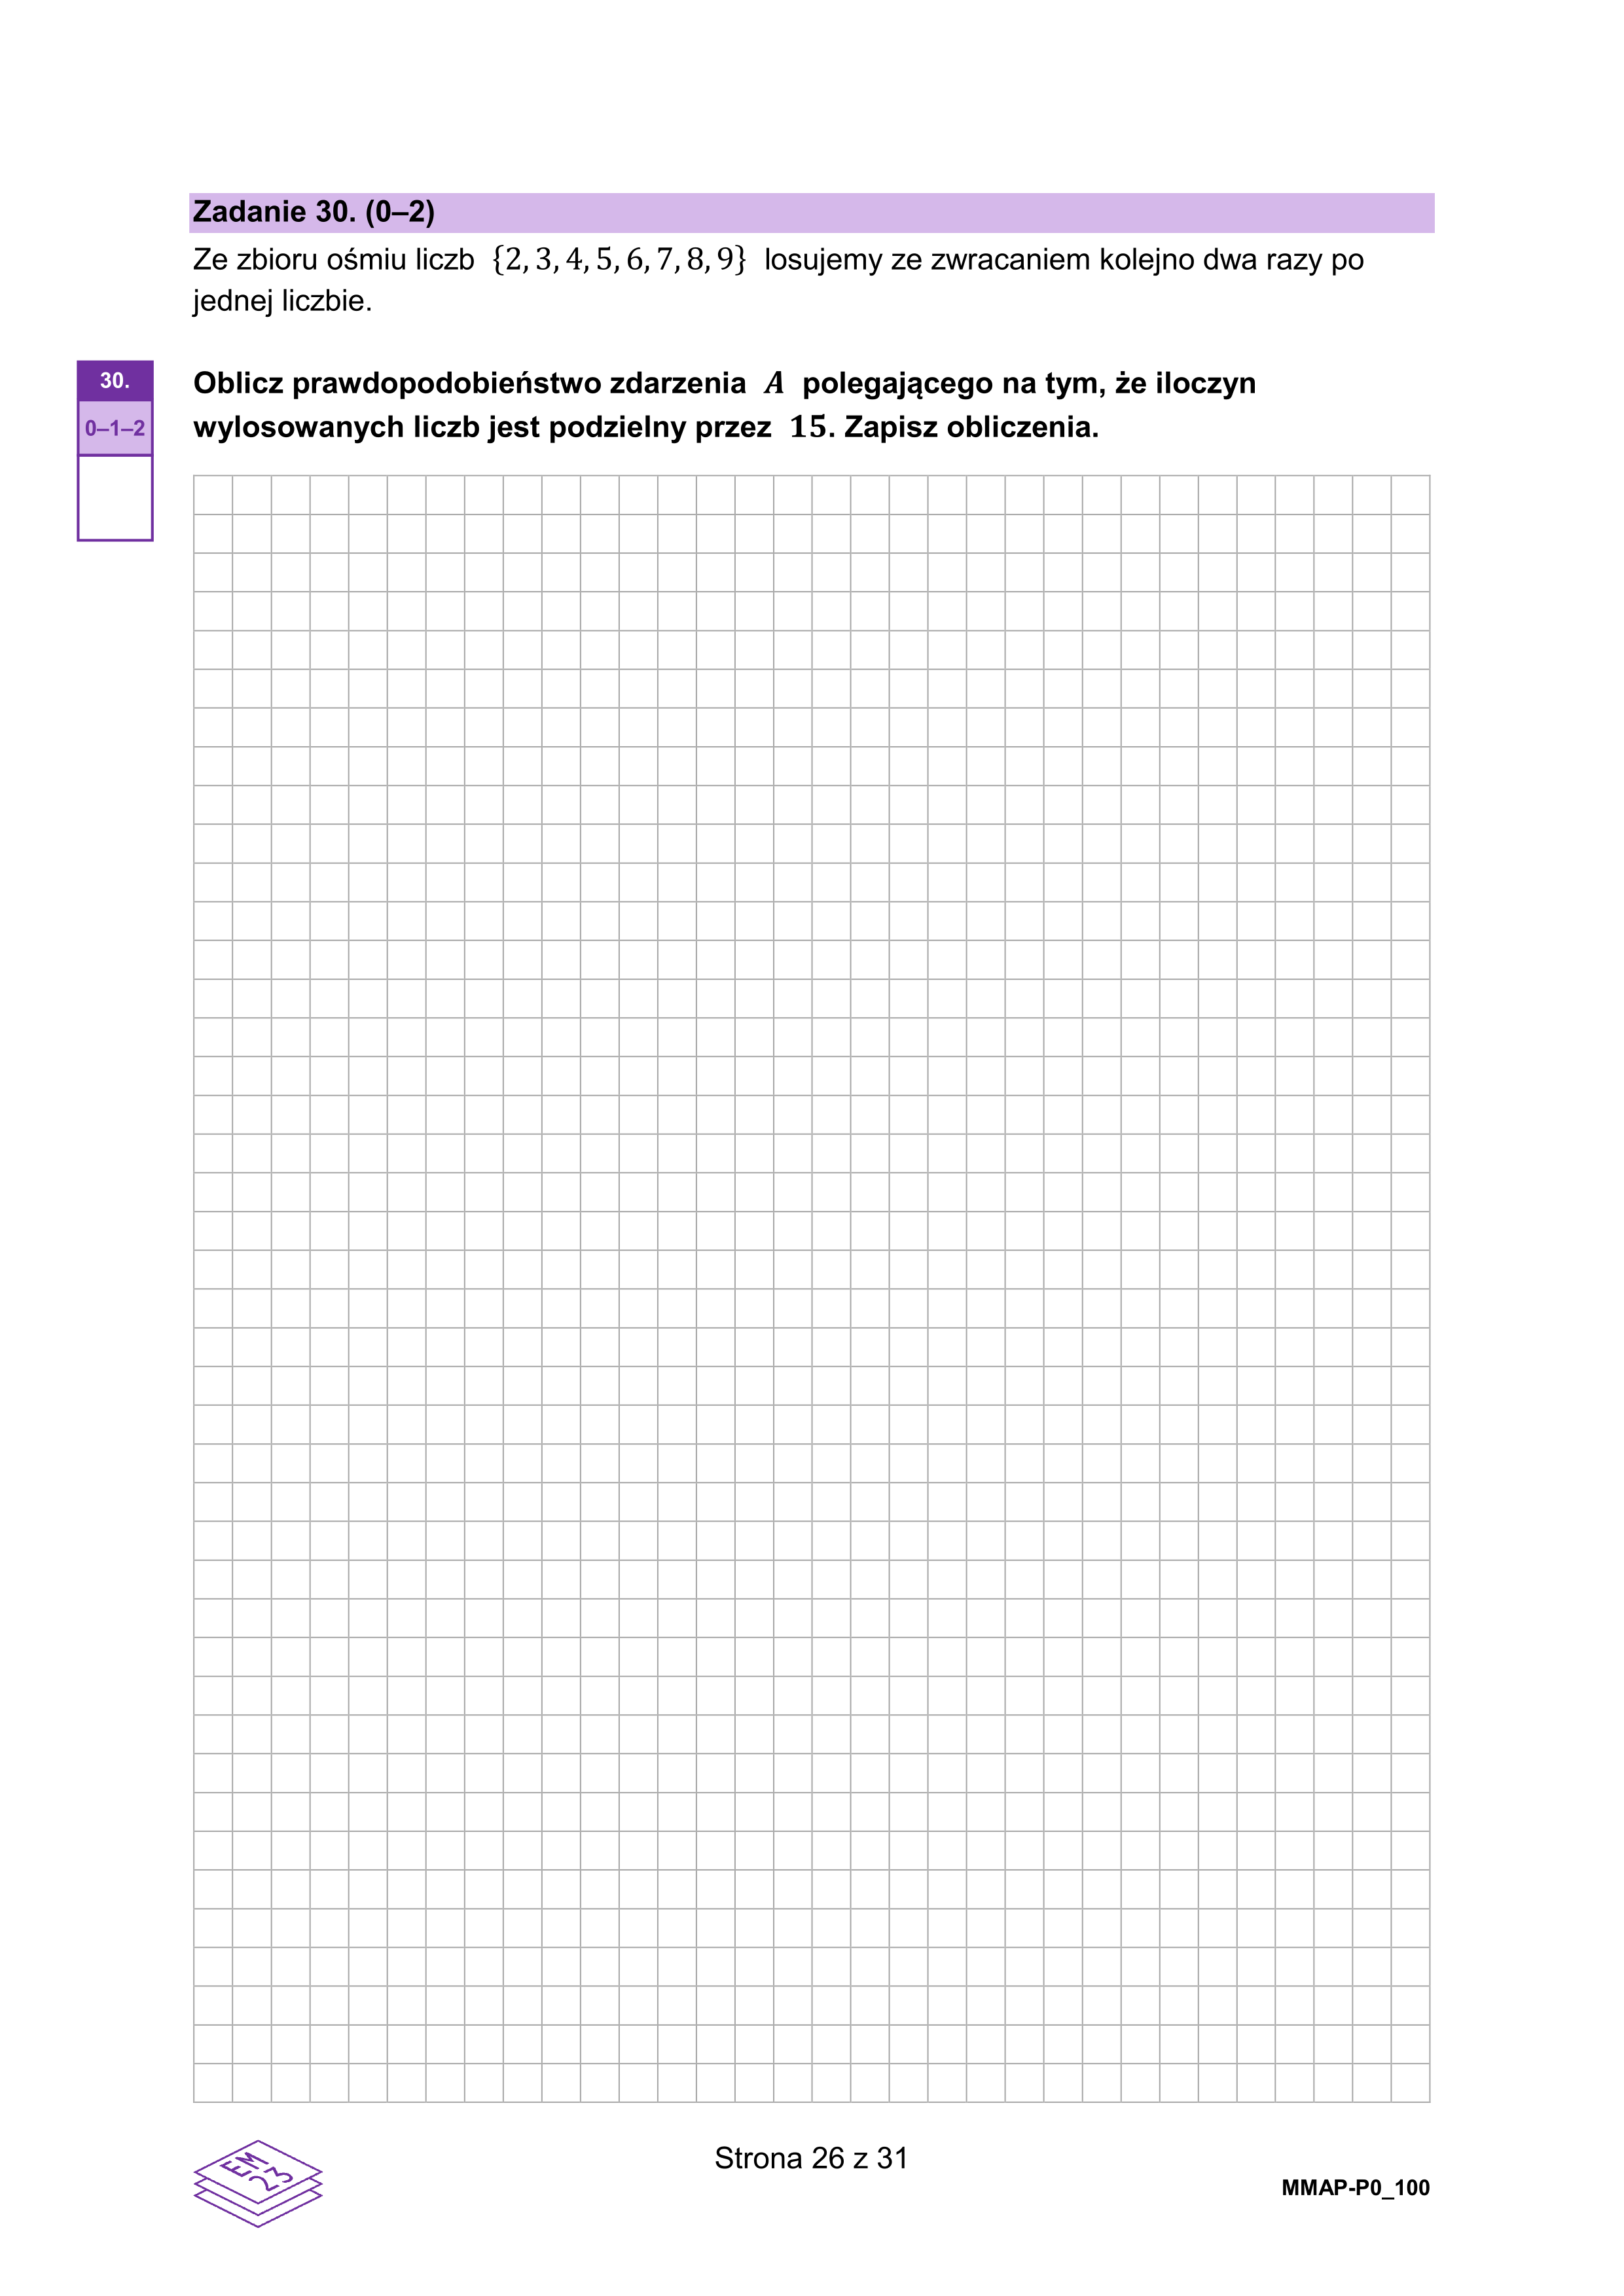 Zadanie 30. (0–2)
Ze zbioru ośmiu liczb {2, 3, 4, 5, 6, 7, 8, 9} losujemy ze zwracaniem kolejno dwa razy po
jednej liczbie.
30.
0–1–2
Oblicz prawdopodobieństwo zdarzenia A polegającego na tym, że iloczyn
wylosowanych liczb jest podzielny przez 15. Zapisz obliczenia.
EM
23
Strona 26 z 31
MMAP-P0_100